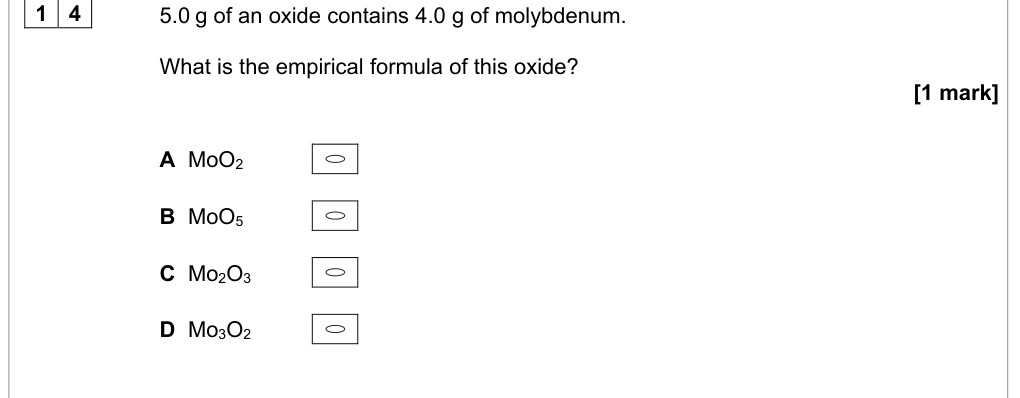 1 4 5.0 g of an oxide contains 4.0 g of molybdenum.
What is the empirical formula of this oxide?
[1 mark]
A MoO₂
B MoO₅
C Mo₂O₃
D Mo₃O₂